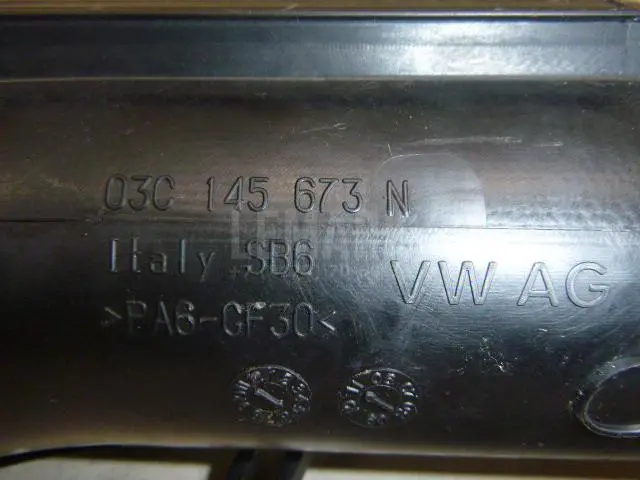 03C 145 673 N
Italy SB6
VW AG
>PA6-GF30<